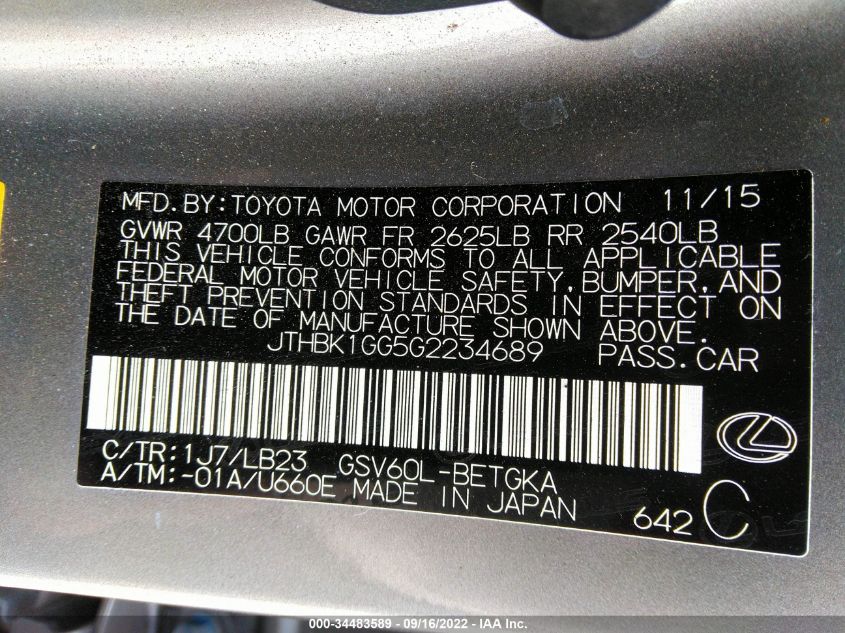 MFD.BY:TOYOTA MOTOR CORPORATION 11/15
GVWR 4700LB GAWR FR 2625LB RR 2540LB
THIS VEHICLE CONFORMS TO ALL APPLICABLE
FEDERAL MOTOR VEHICLE SAFETY,BUMPER,AND
THEFT PREVENTION STANDARDS IN EFFECT ON
THE DATE OF MANUFACTURE SHOWN ABOVE.
JTHBK1GG5G2234689 PASS.CAR
C/TR:1J7/LB23 GSV60L-BETGKA
A/TM:-01A/U660E MADE IN JAPAN
642 C
000-34483589 - 09/16/2022 - IAA Inc.